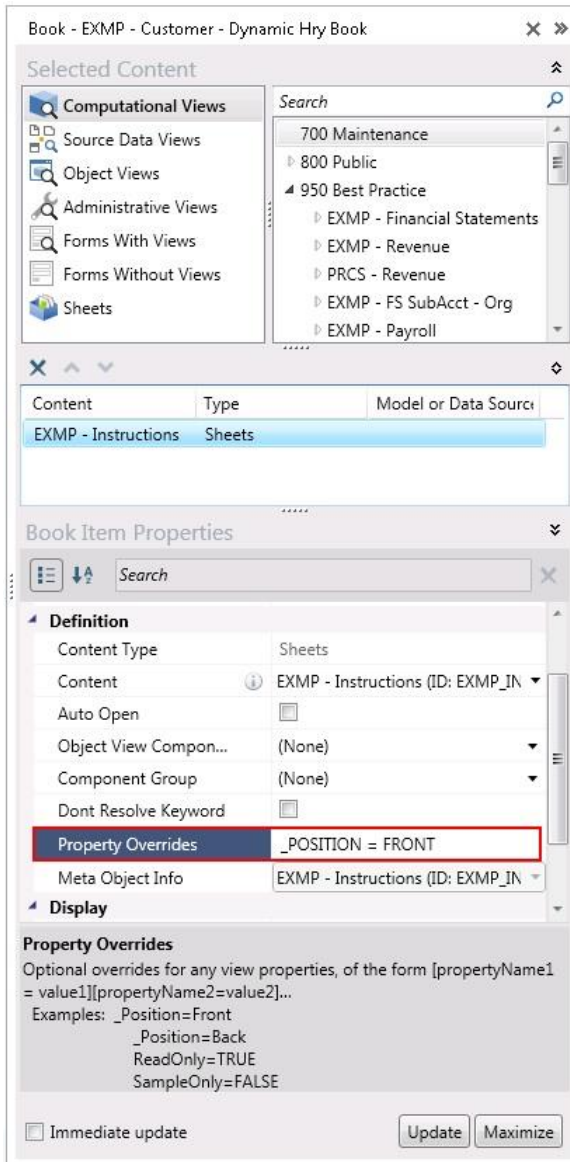 Book - EXMP - Customer - Dynamic Hry Book
Selected Content
Computational Views
Source Data Views
Object Views
Administrative Views
Forms With Views
Forms Without Views
Sheets
Search
700 Maintenance
800 Public
950 Best Practice
EXMP - Financial Statements
EXMP - Revenue
PRCS - Revenue
EXMP - FS SubAcct - Org
EXMP - Payroll
Content Type Model or Data Source
EXMP - Instructions Sheets
Book Item Properties
Search
Definition
Content Type Sheets
Content EXMP - Instructions (ID: EXMP_IN
Auto Open
Object View Compon... (None)
Component Group (None)
Dont Resolve Keyword
Property Overrides _POSITION = FRONT
Meta Object Info EXMP - Instructions (ID: EXMP_IN
Display
Property Overrides
Optional overrides for any view properties, of the form [propertyName1
= value1][propertyName2=value2]...
Examples: _Position=Front
_Position=Back
ReadOnly=TRUE
SampleOnly=FALSE
Immediate update Update Maximize